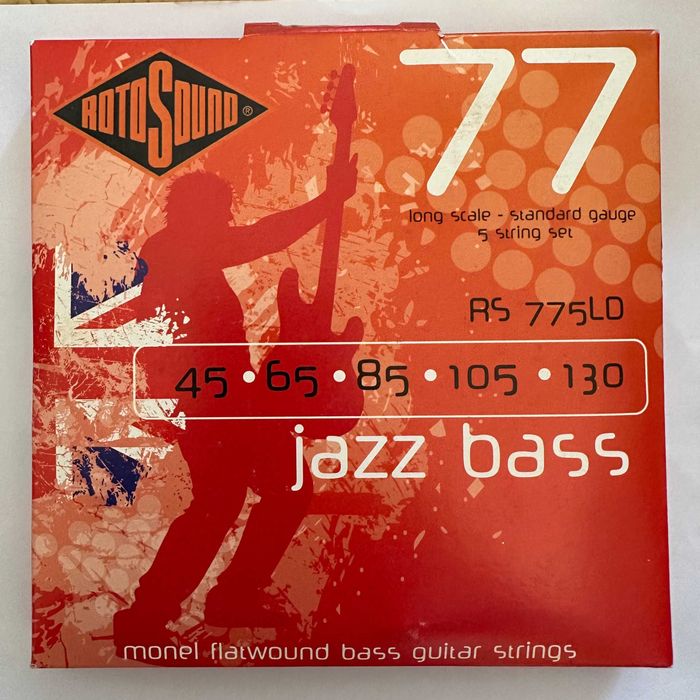 ROTOSOUND®
77
long scale - standard gauge
5 string set
RS 775LD
45 • 65 • 85 • 105 • 130
jazz bass
monel flatwound bass guitar strings